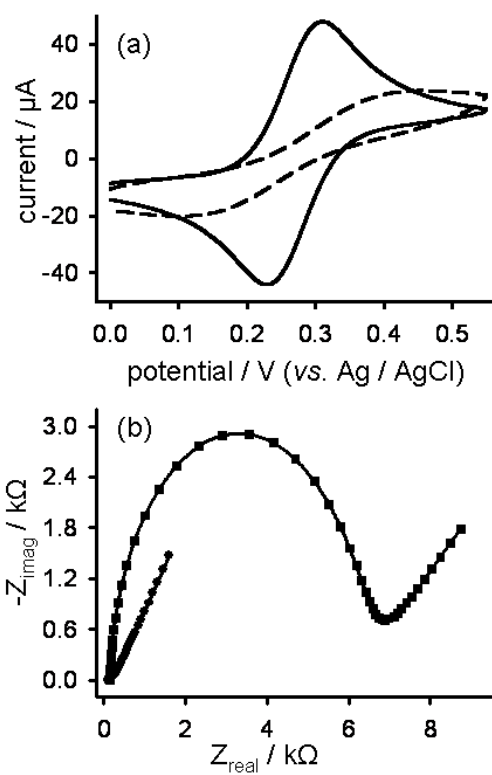 (a)
40
20
0
-20
-40
current / µA
0.0 0.1 0.2 0.3 0.4 0.5
potential / V (vs. Ag / AgCl)
(b)
3.0
2.4
1.8
1.2
0.6
0.0
-Zimag / kΩ
0 2 4 6 8
Zreal / kΩ